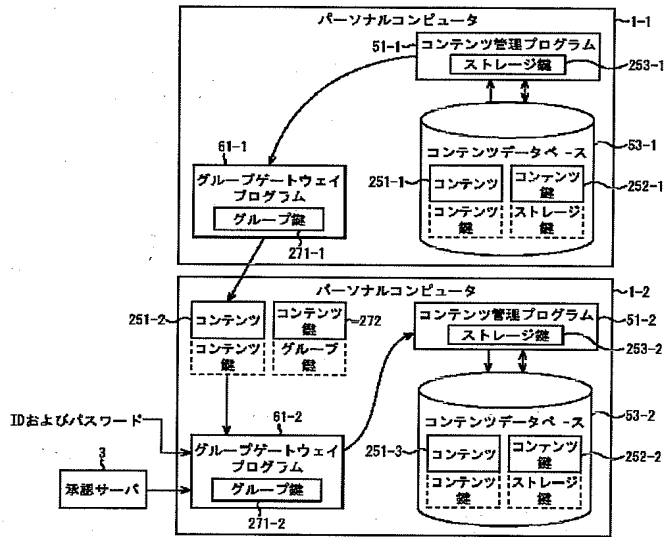 パーソナルコンピュータ
1-1
51-1
コンテンツ管理プログラム
ストレージ鍵
253-1
61-1
グループゲートウェイ
プログラム
グループ鍵
271-1
53-1
コンテンツデータベース
251-1
コンテンツ
コンテンツ
鍵
252-1
コンテンツ
鍵
ストレージ
鍵
パーソナルコンピュータ
1-2
251-2
コンテンツ
コンテンツ
鍵
272
コンテンツ
鍵
グループ
鍵
コンテンツ管理プログラム
51-2
ストレージ鍵
253-2
IDおよびパスワード
3
承認サーバ
61-2
グループゲートウェイ
プログラム
グループ鍵
271-2
53-2
コンテンツデータベース
251-3
コンテンツ
コンテンツ
鍵
252-2
コンテンツ
鍵
ストレージ
鍵